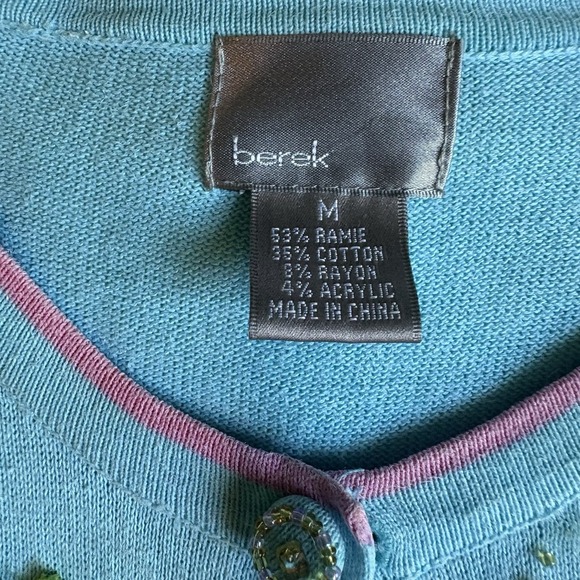 berek
M
53% RAMIE
35% COTTON
8% RAYON
4% ACRYLIC
MADE IN CHINA